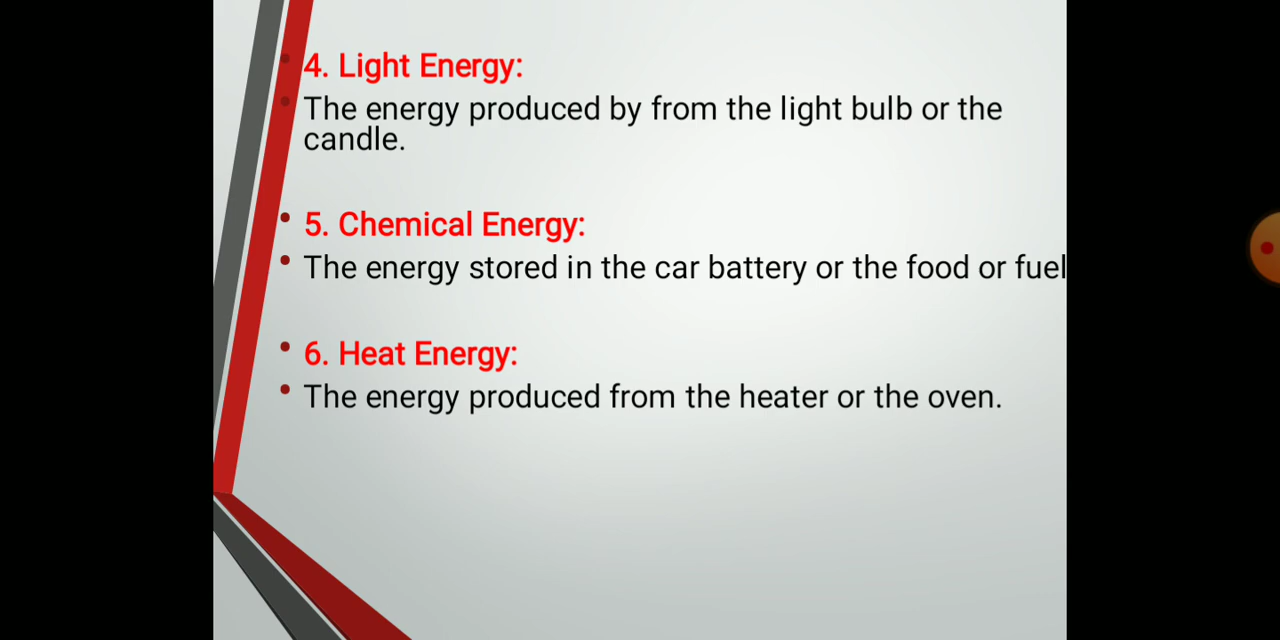 4. Light Energy:
The energy produced by from the light bulb or the
candle.
5. Chemical Energy:
The energy stored in the car battery or the food or fuel
6. Heat Energy:
The energy produced from the heater or the oven.